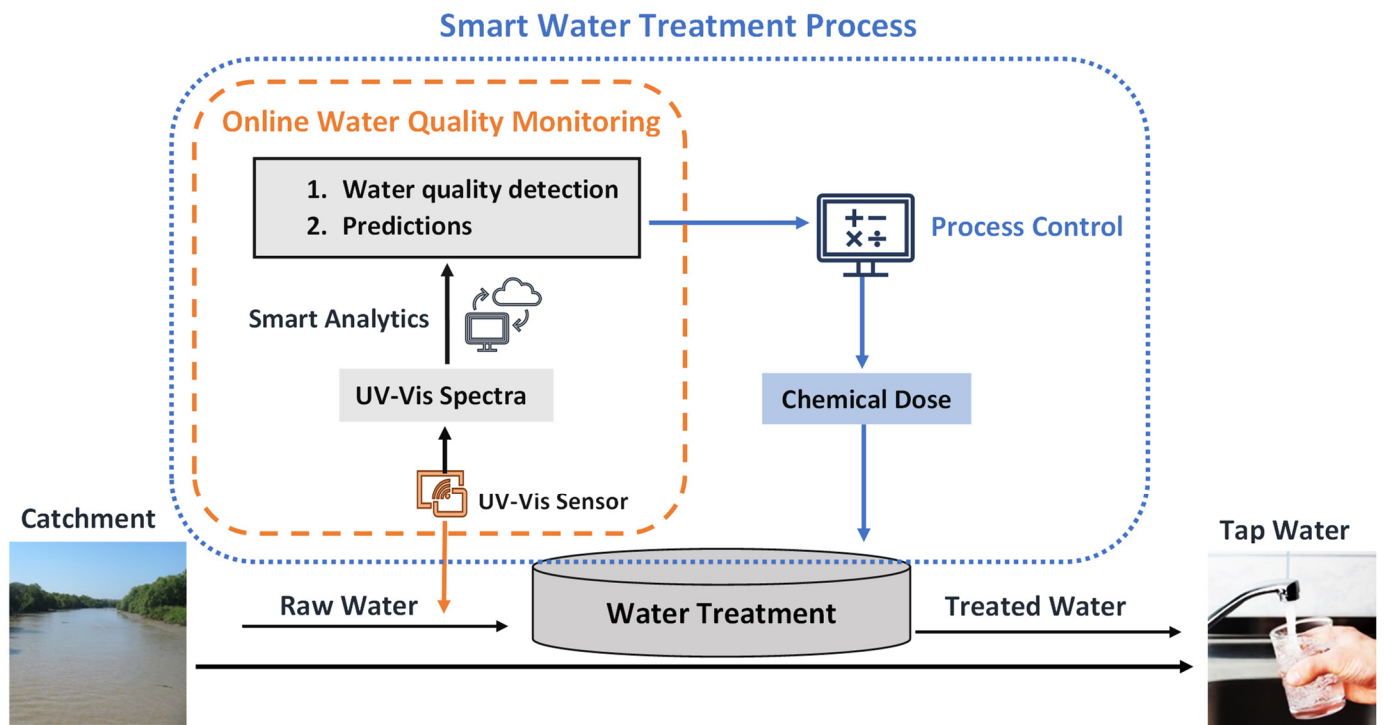 Smart Water Treatment Process
Online Water Quality Monitoring
1. Water quality detection
2. Predictions
Process Control
Smart Analytics
UV-Vis Spectra
Chemical Dose
UV-Vis Sensor
Catchment
Tap Water
Raw Water
Water Treatment
Treated Water